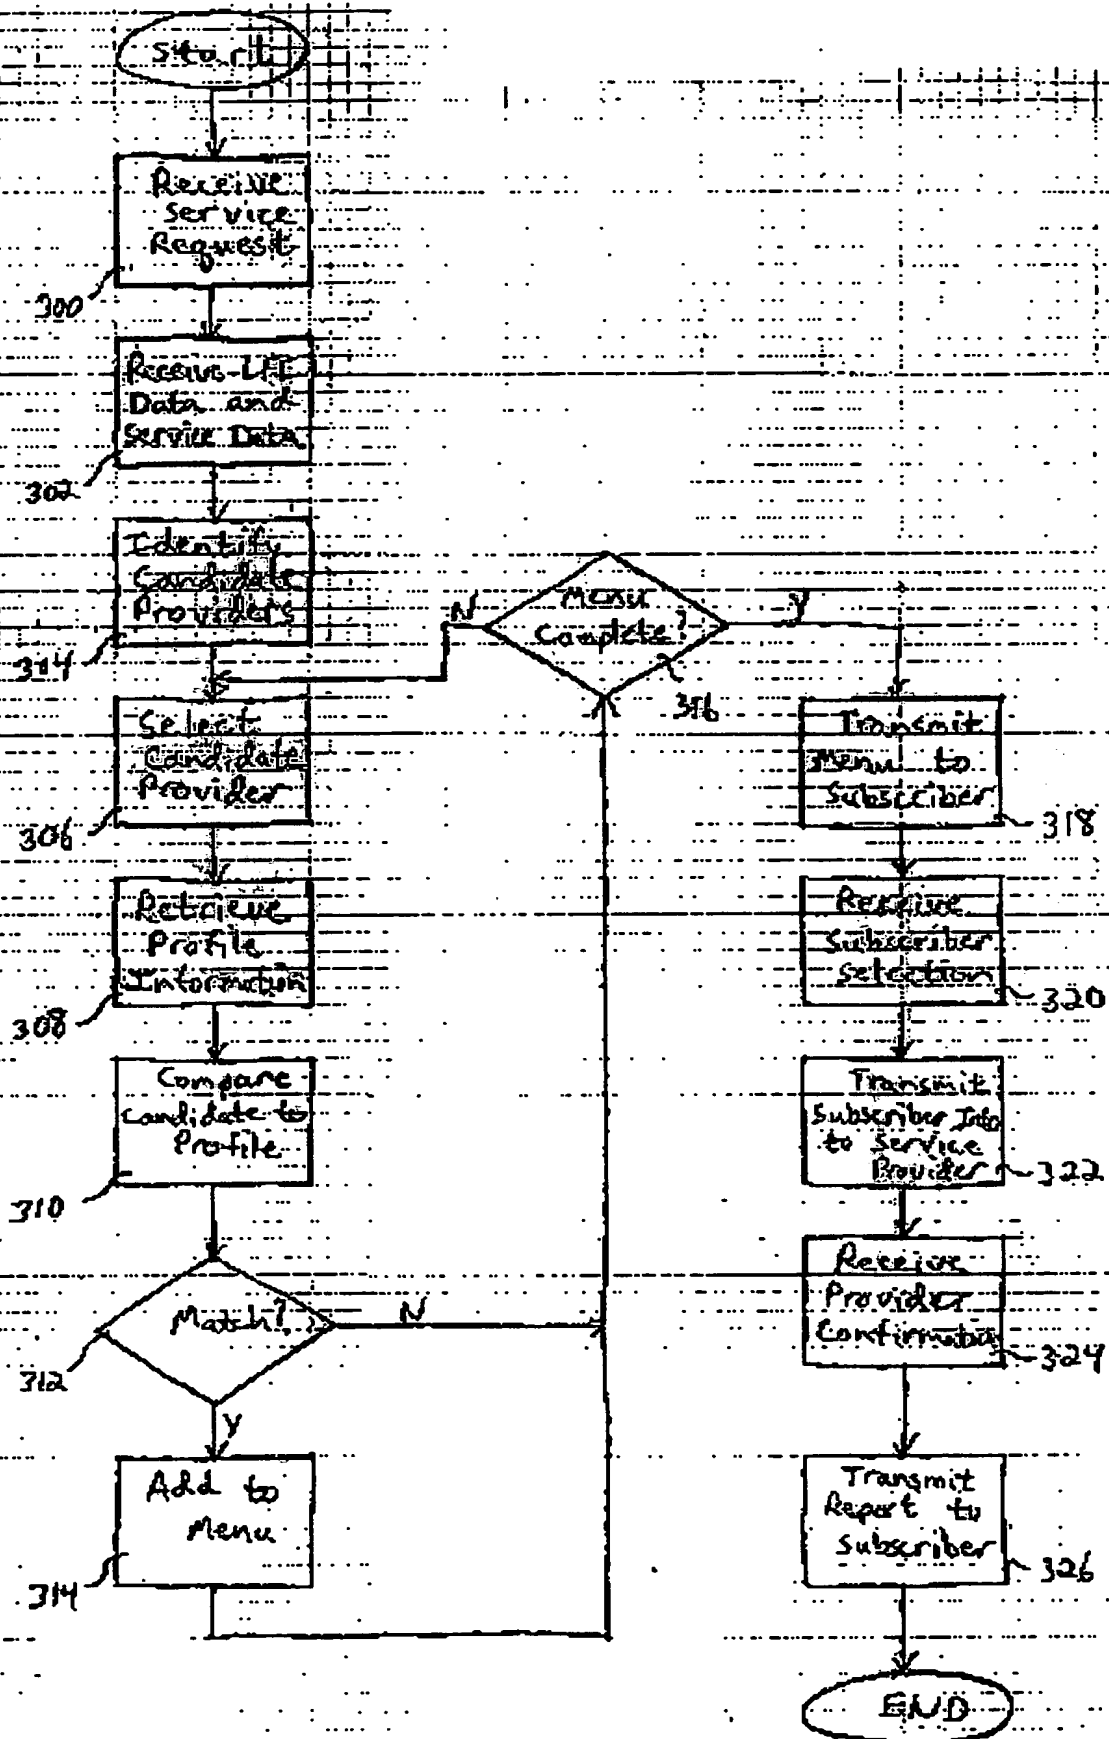 Start
Receive
Service
Request
300
Receive
Data and
Service Data
302
Identify
Candidate
Providers
314
Select
Candidate
Provider
306
Retrieve
Profile
Information
308
Compare
candidate to
Profile
310
Match?
N
312
Y
Add to
Menu
314
Menu
Complete?
N
Y
316
Transmit
Menu to
Subscriber
318
Receive
Subscriber
Selection
320
Transmit
Subscriber Info
to Service
Provider
322
Receive
Provider
Confirmation
324
Transmit
Report to
Subscriber
326
END